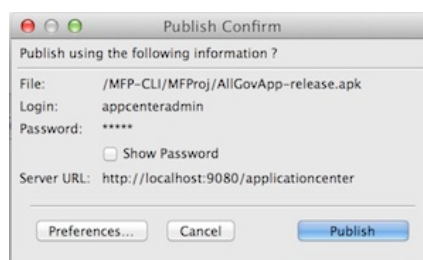 Publish Confirm
Publish using the following information ?
File: /MFP-CLI/MFProj/AllGovApp-release.apk
Login: appcenteradmin
Password: *****
Show Password
Server URL: http://localhost:9080/applicationcenter
Preferences... Cancel Publish